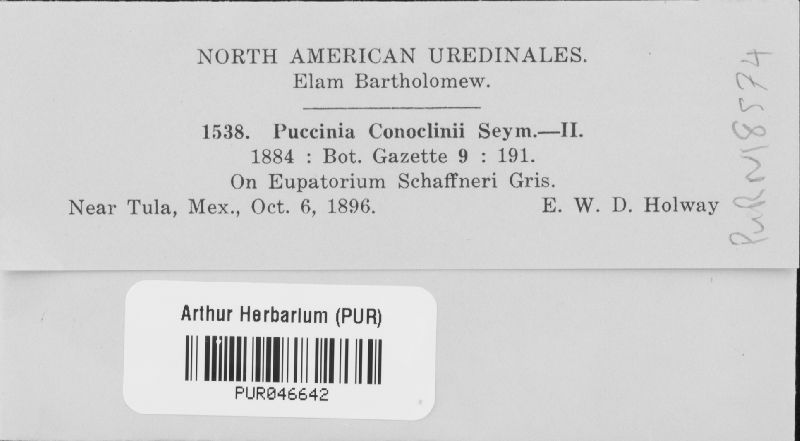 NORTH AMERICAN UREDINALES.
Elam Bartholomew.
1538. Puccinia Conoclinii Seym.—II.
1884 : Bot. Gazette 9 : 191.
On Eupatorium Schaffneri Gris.
Near Tula, Mex., Oct. 6, 1896. E. W. D. Holway
PUR N18574
Arthur Herbarium (PUR)
PUR046642